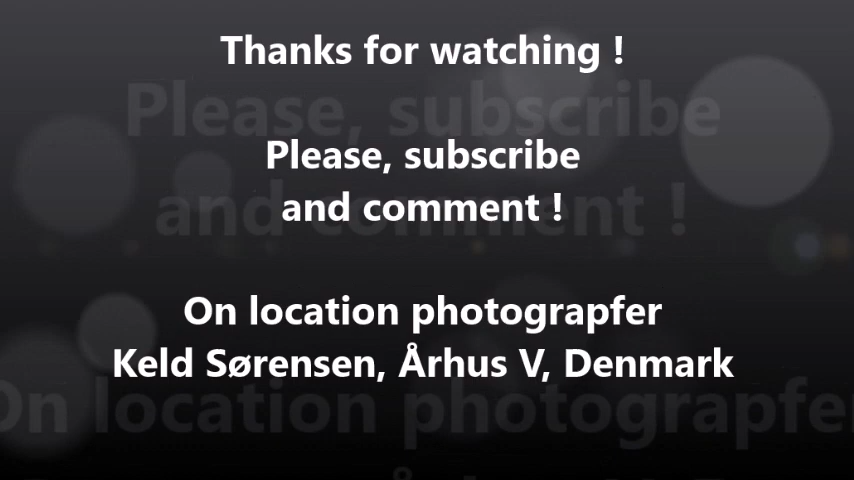 Thanks for watching !
Please, subscribe
and comment !
On location photograpfer
Keld Sørensen, Århus V, Denmark